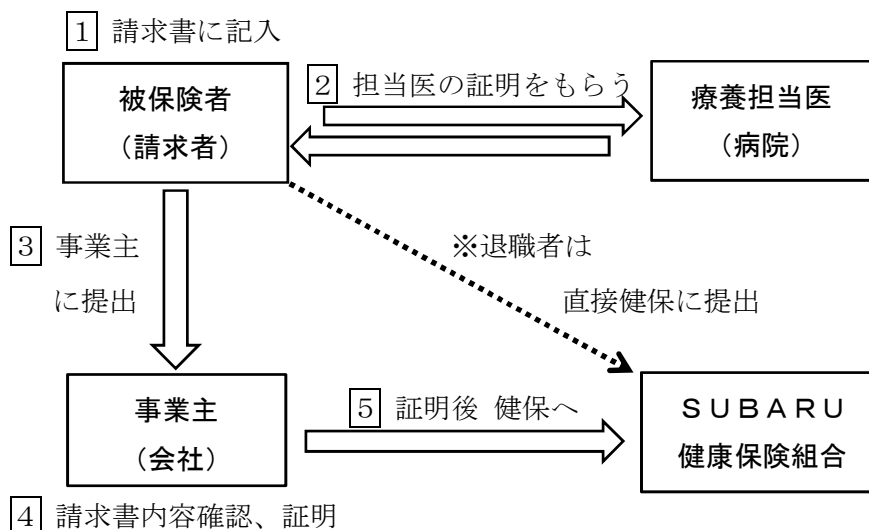 1 請求書に記入
被保険者
(請求者)
2 担当医の証明をもらう
療養担当医
(病院)
3 事業主
に提出
※退職者は
直接健保に提出
事業主
(会社)
5 証明後 健保へ
SUBARU
健康保険組合
4 請求書内容確認、証明